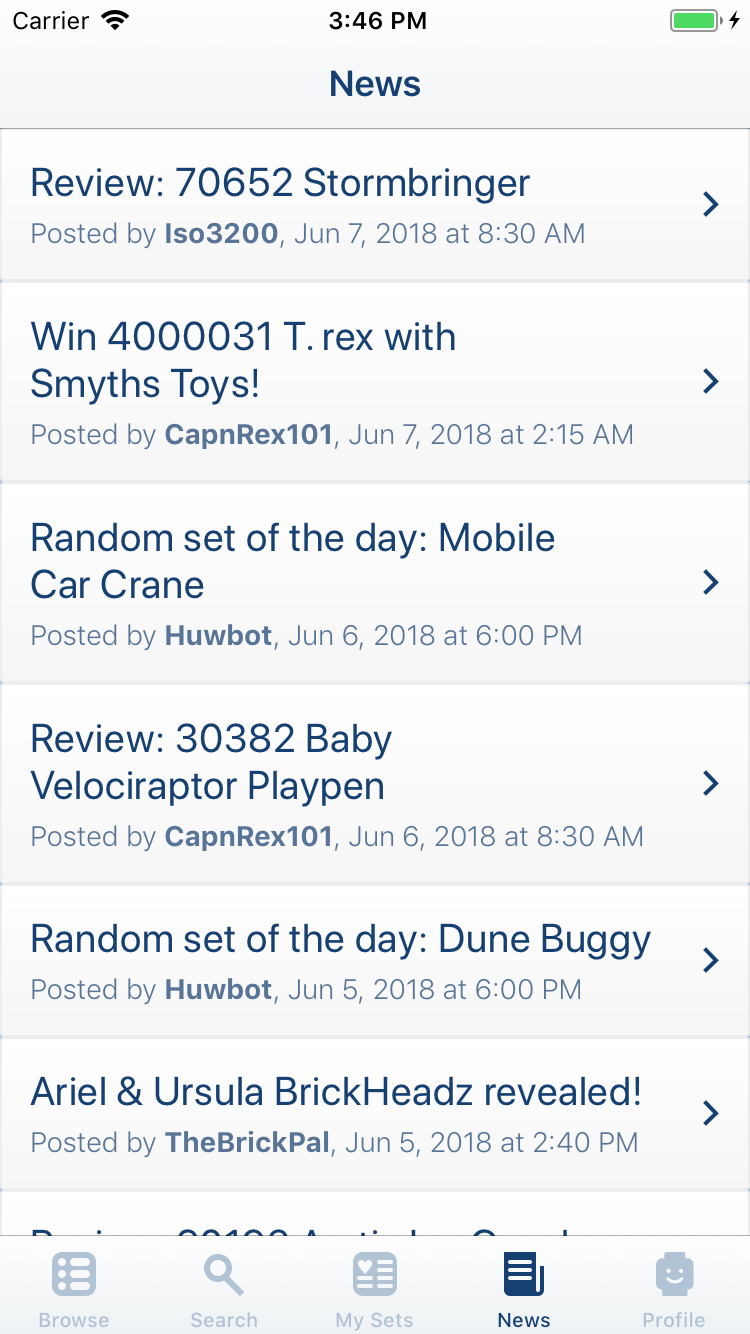 Carrier 3:46 PM
News
Review: 70652 Stormbringer
Posted by Iso3200, Jun 7, 2018 at 8:30 AM
Win 4000031 T. rex with
Smyths Toys!
Posted by CapnRex101, Jun 7, 2018 at 2:15 AM
Random set of the day: Mobile
Car Crane
Posted by Huwbot, Jun 6, 2018 at 6:00 PM
Review: 30382 Baby
Velociraptor Playpen
Posted by CapnRex101, Jun 6, 2018 at 8:30 AM
Random set of the day: Dune Buggy
Posted by Huwbot, Jun 5, 2018 at 6:00 PM
Ariel & Ursula BrickHeadz revealed!
Posted by TheBrickPal, Jun 5, 2018 at 2:40 PM
Browse Search My Sets News Profile